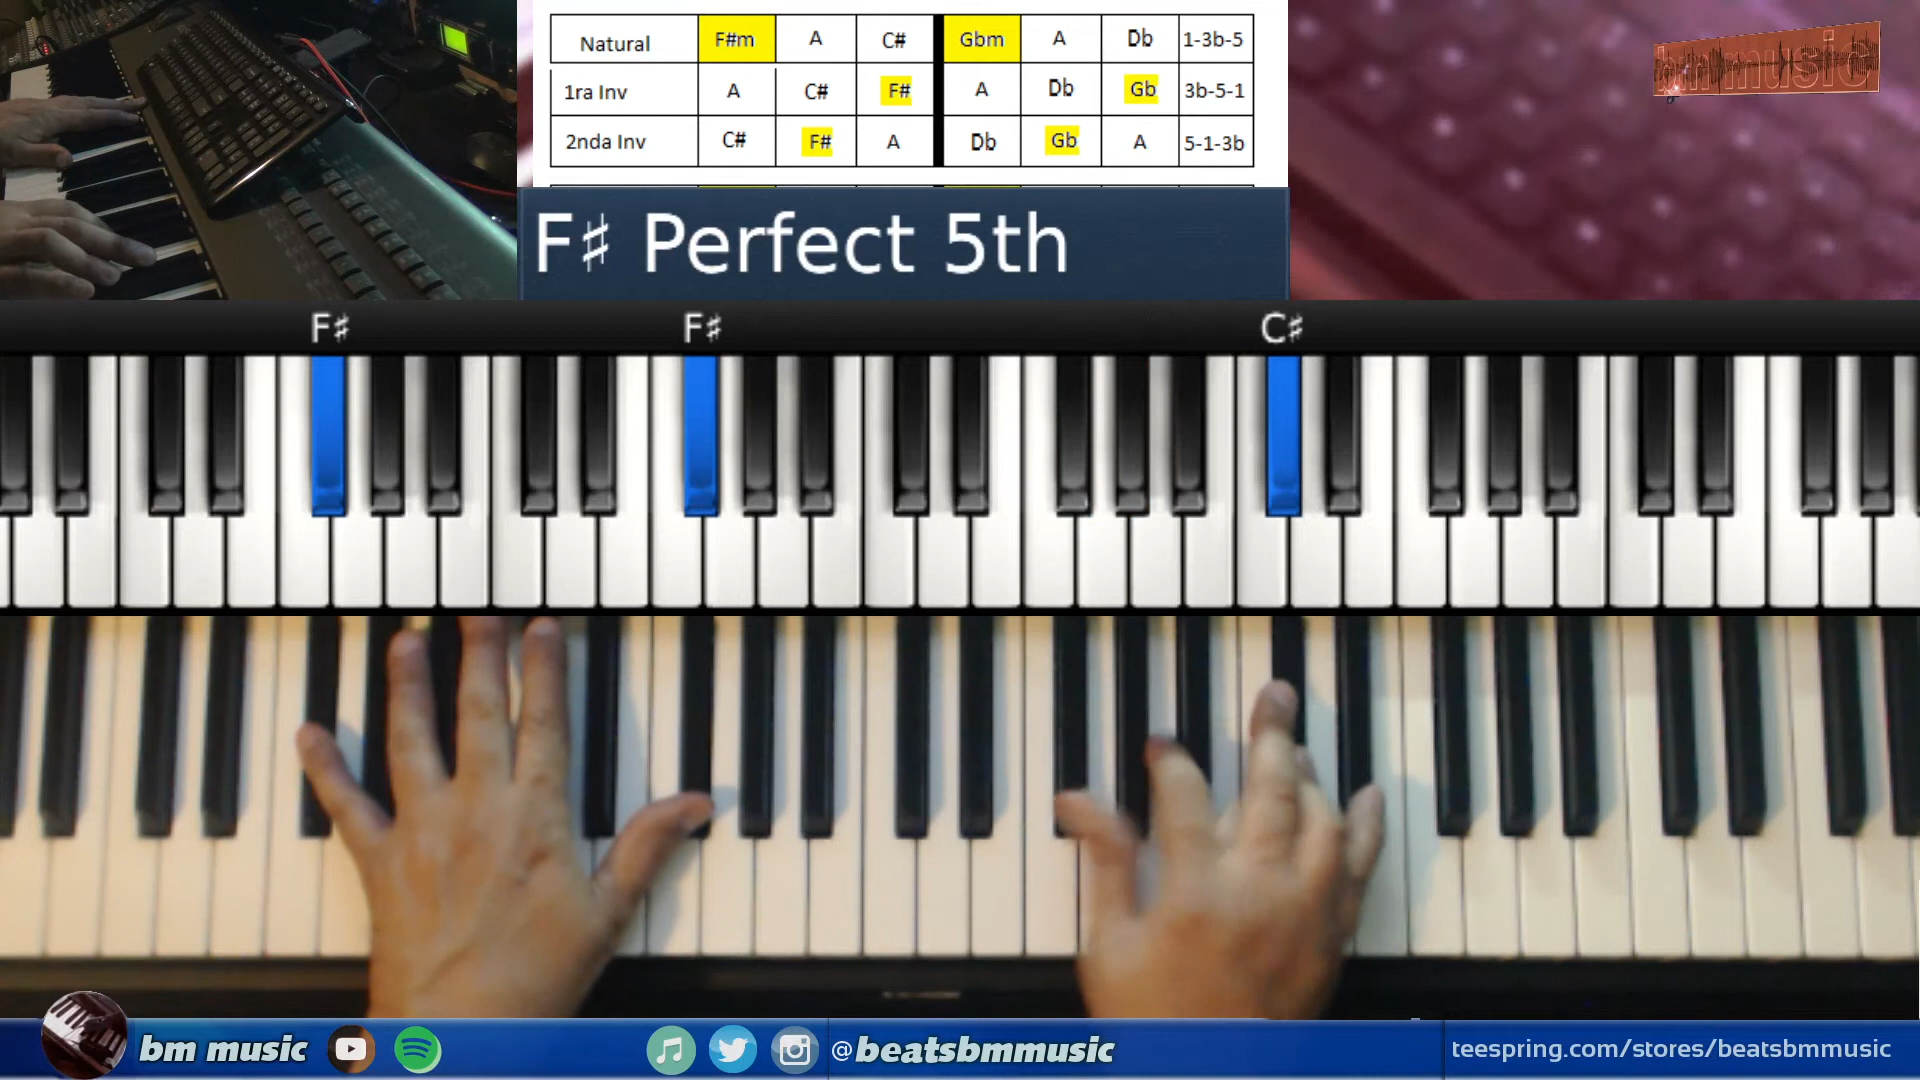 Natural F#m A C# Gbm A Db 1-3b-5
1ra Inv A C# F# A Db Gb 3b-5-1
2nda Inv C# F# A Db Gb A 5-1-3b
bmmusic
F♯ Perfect 5th
F♯ F♯ C♯
bm music @beatsbmmusic teespring.com/stores/beatsbmmusic